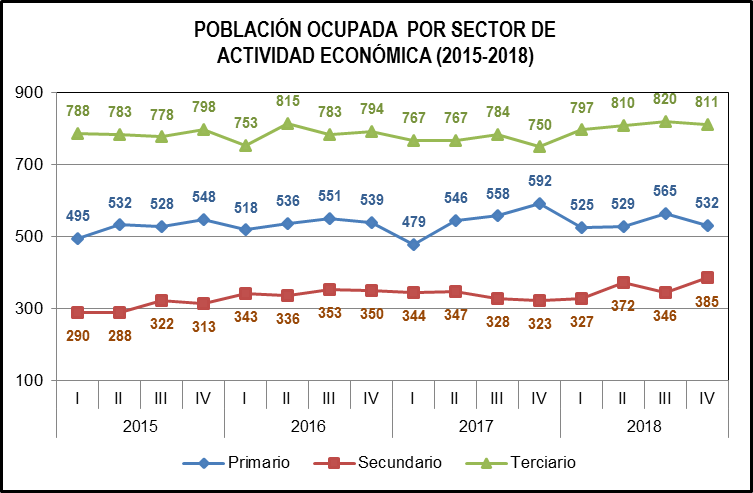 POBLACIÓN OCUPADA POR SECTOR DE
ACTIVIDAD ECONÓMICA (2015-2018)
900
700
500
300
100
788 783 778 798 753 815 783 794 767 767 784 750 797 810 820 811
495 532 528 548 518 536 551 539 479 546 558 592 525 529 565 532
290 288 322 313 343 336 353 350 344 347 328 323 327 372 346 385
I II III IV I II III IV I II III IV I II III IV
2015 2016 2017 2018
Primario Secundario Terciario